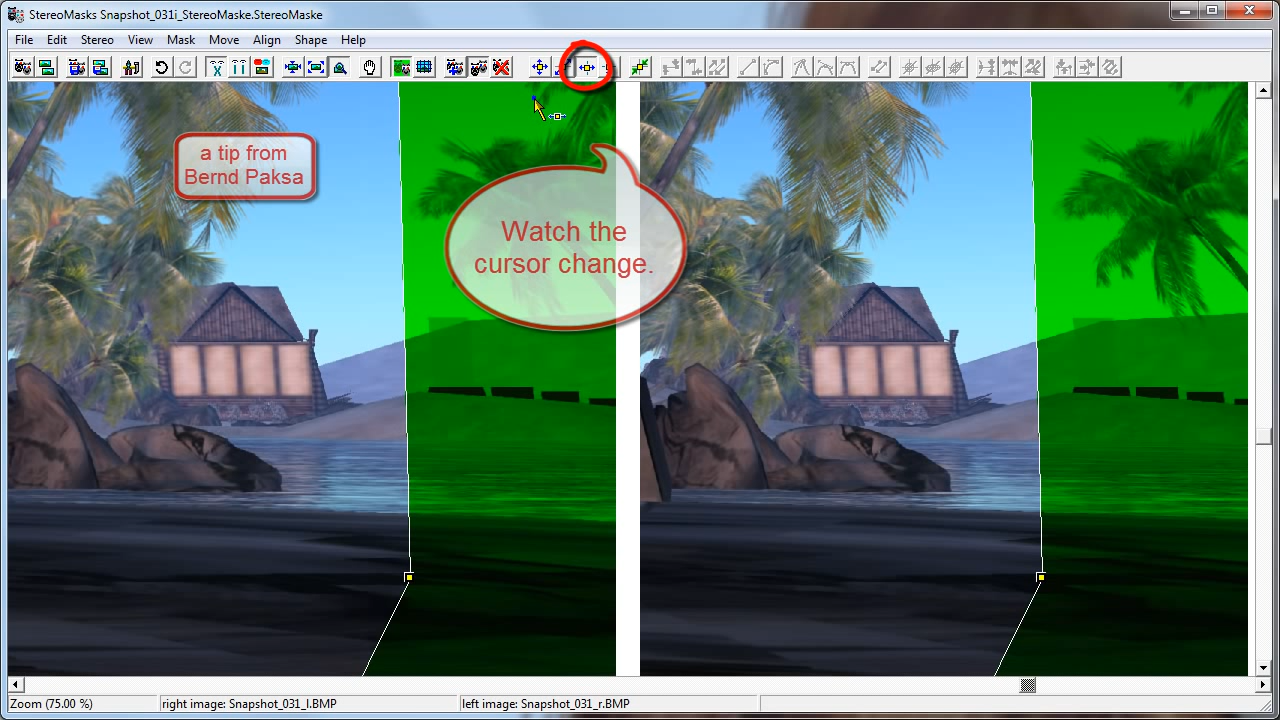 StereoMasks Snapshot_031i_StereoMaske.StereoMaske
File Edit Stereo View Mask Move Align Shape Help
a tip from
Bernd Paksa
Watch the
cursor change.
Zoom (75.00 %) right image: Snapshot_031_l.BMP left image: Snapshot_031_r.BMP